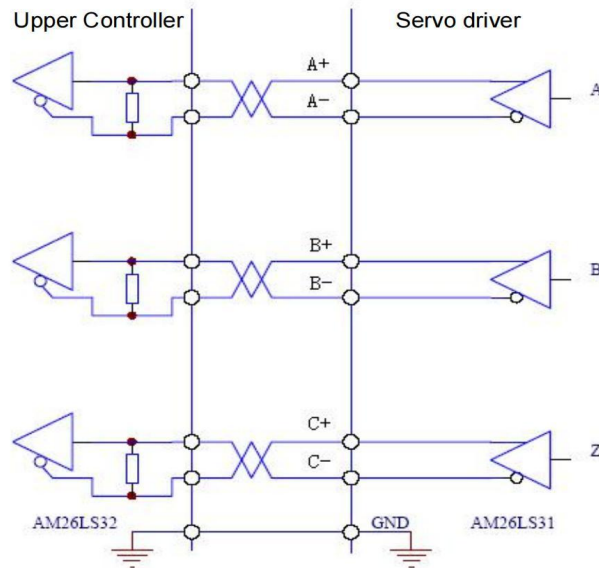 Upper Controller
Servo driver
A+
A-
A
B+
B-
B
C+
C-
Z
AM26LS32
GND
AM26LS31